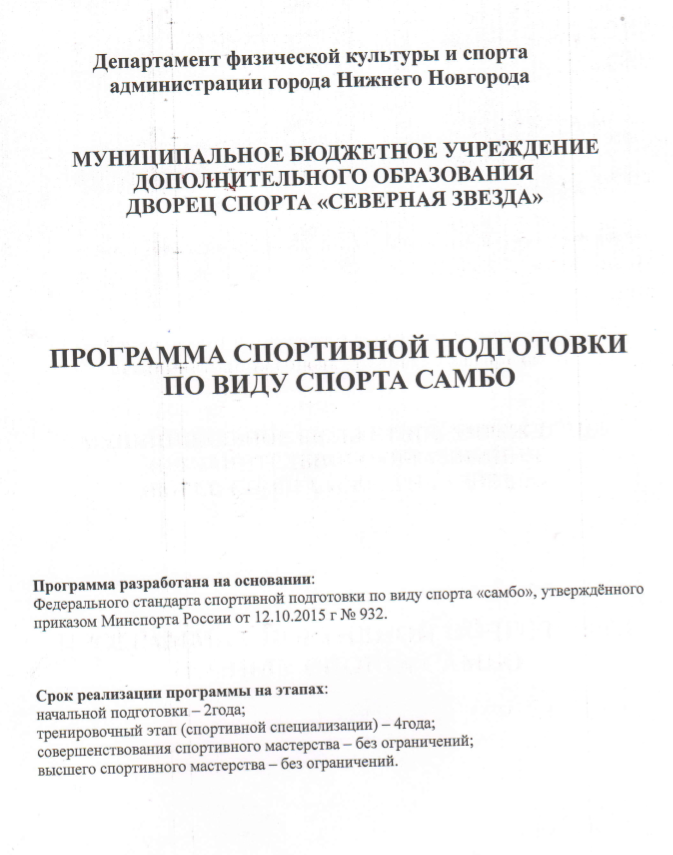 Департамент физической культуры и спорта
администрации города Нижнего Новгорода
МУНИЦИПАЛЬНОЕ БЮДЖЕТНОЕ УЧРЕЖДЕНИЕ
ДОПОЛНИТЕЛЬНОГО ОБРАЗОВАНИЯ
ДВОРЕЦ СПОРТА «СЕВЕРНАЯ ЗВЕЗДА»
ПРОГРАММА СПОРТИВНОЙ ПОДГОТОВКИ
ПО ВИДУ СПОРТА САМБО
Программа разработана на основании:
Федерального стандарта спортивной подготовки по виду спорта «самбо», утверждённого
приказом Минспорта России от 12.10.2015 г № 932.
Срок реализации программы на этапах:
начальной подготовки – 2года;
тренировочный этап (спортивной специализации) – 4года;
совершенствования спортивного мастерства – без ограничений;
высшего спортивного мастерства – без ограничений.